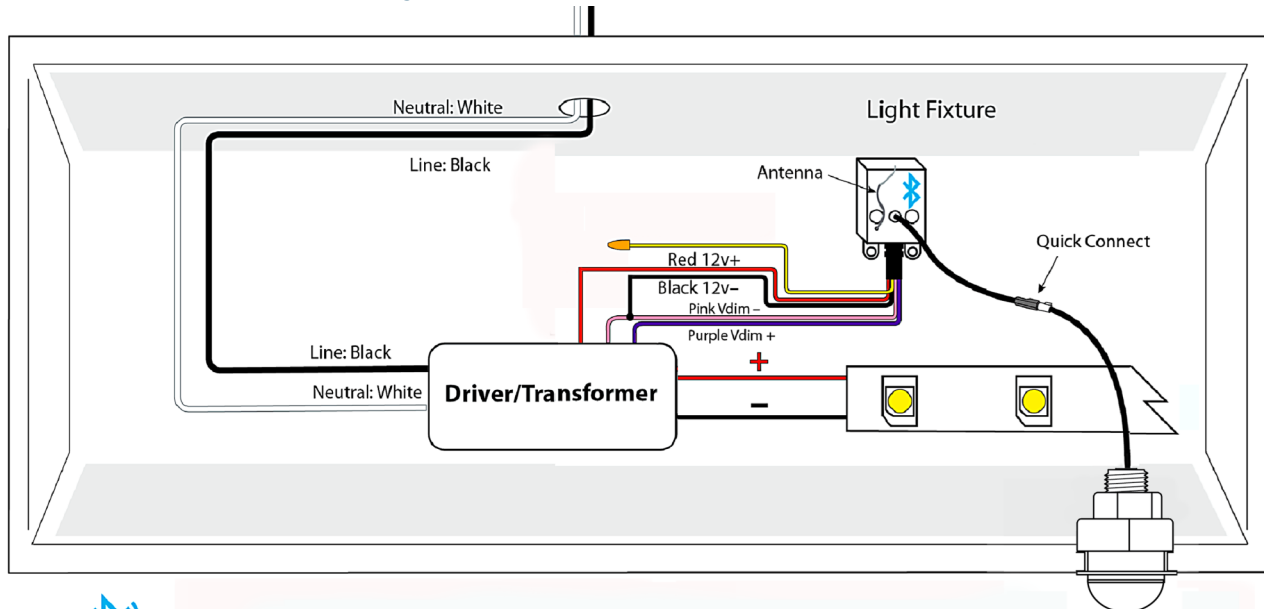 Neutral: White
Light Fixture
Line: Black
Antenna
Quick Connect
Red 12v+
Black 12v–
Pink Vdim –
Purple Vdim +
Line: Black
+
Neutral: White
Driver/Transformer
–